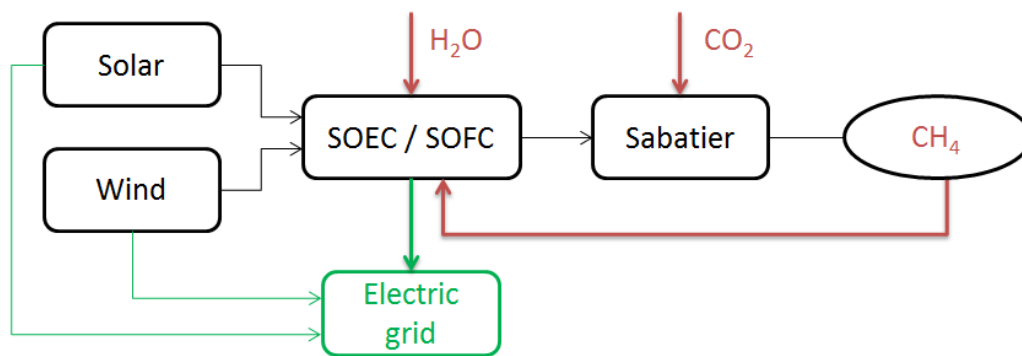 H₂O
CO₂
Solar
SOEC / SOFC
Sabatier
CH₄
Wind
Electric
grid